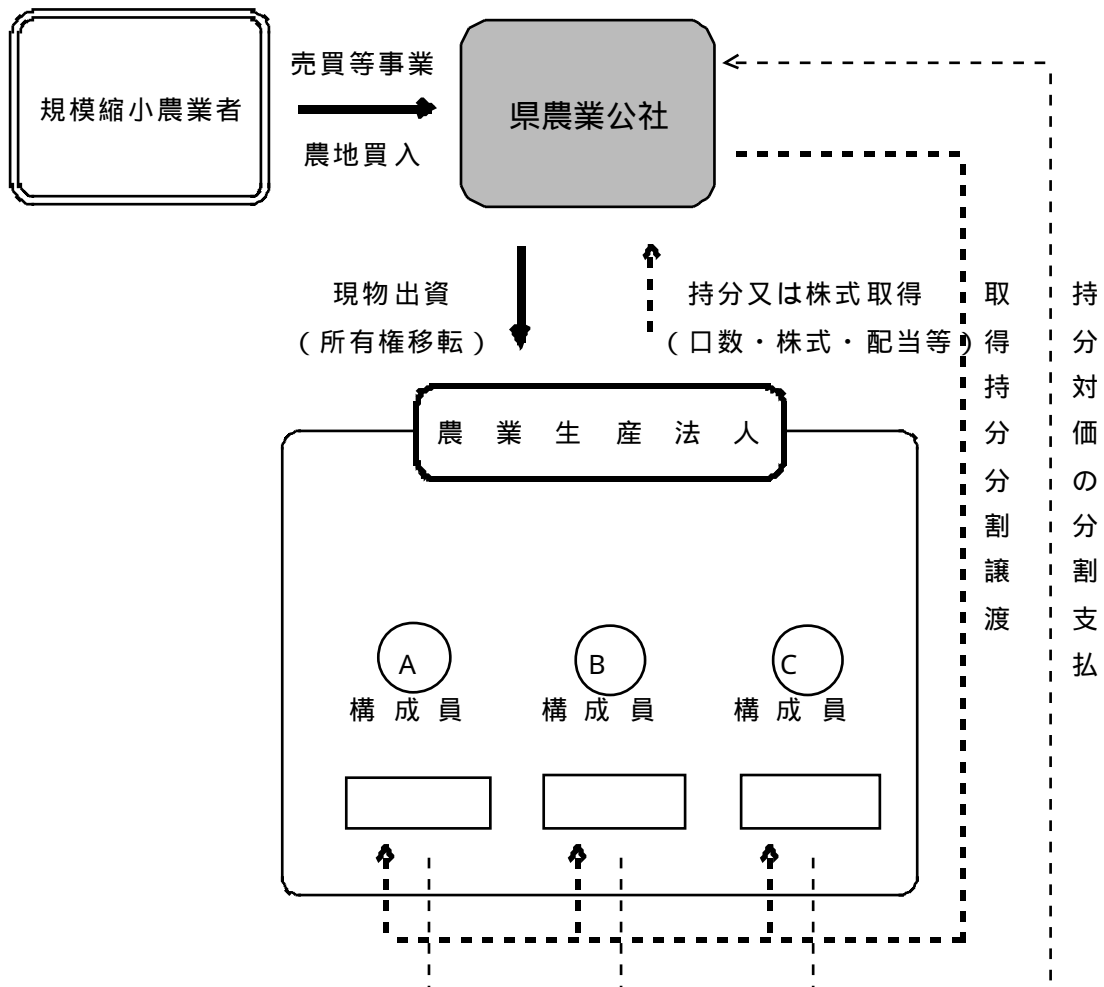 売買等事業
規模縮小農業者
県農業公社
農地買入
現物出資
(所有権移転)
持分又は株式取得
(口数・株式・配当等)
取得持分分割譲渡
持分対価の分割支払
農業生産法人
A
B
C
構成員
構成員
構成員